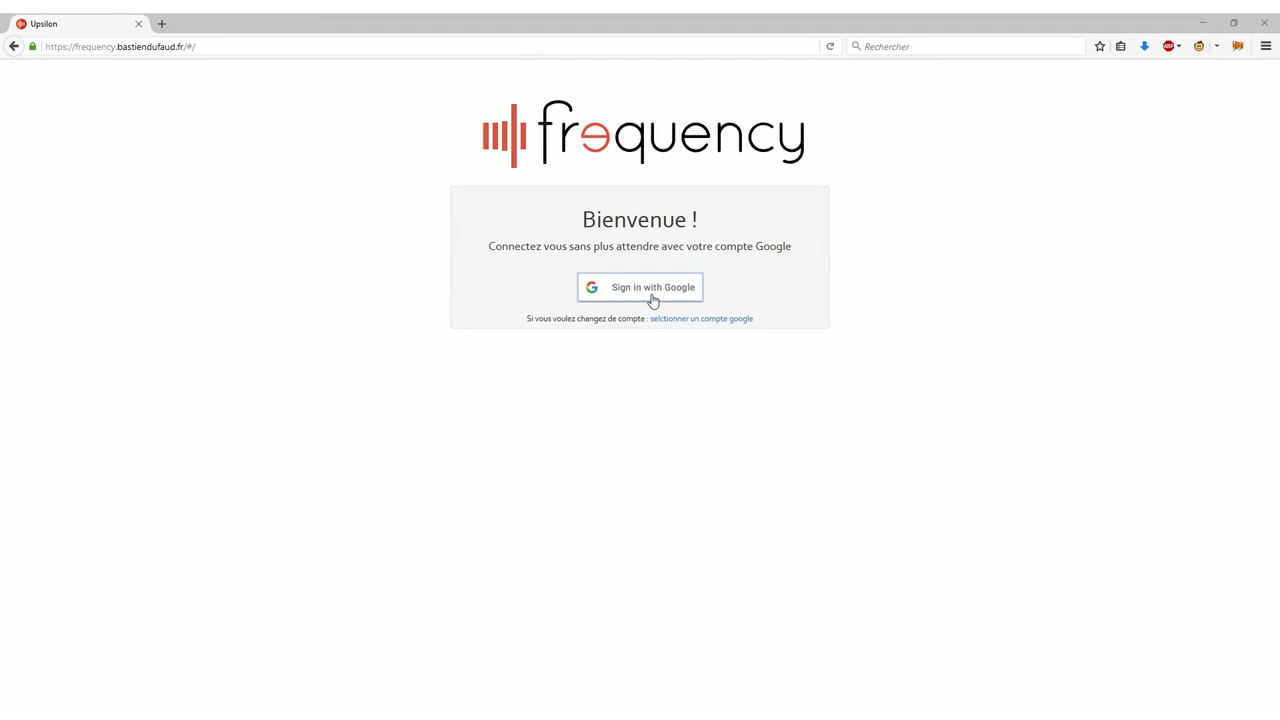 Upsilon
https://frequency.bastiendufaud.fr/#/
Rechercher
ABP
frequency
Bienvenue !
Connectez vous sans plus attendre avec votre compte Google
Sign in with Google
Si vous voulez changez de compte : selctionner un compte google